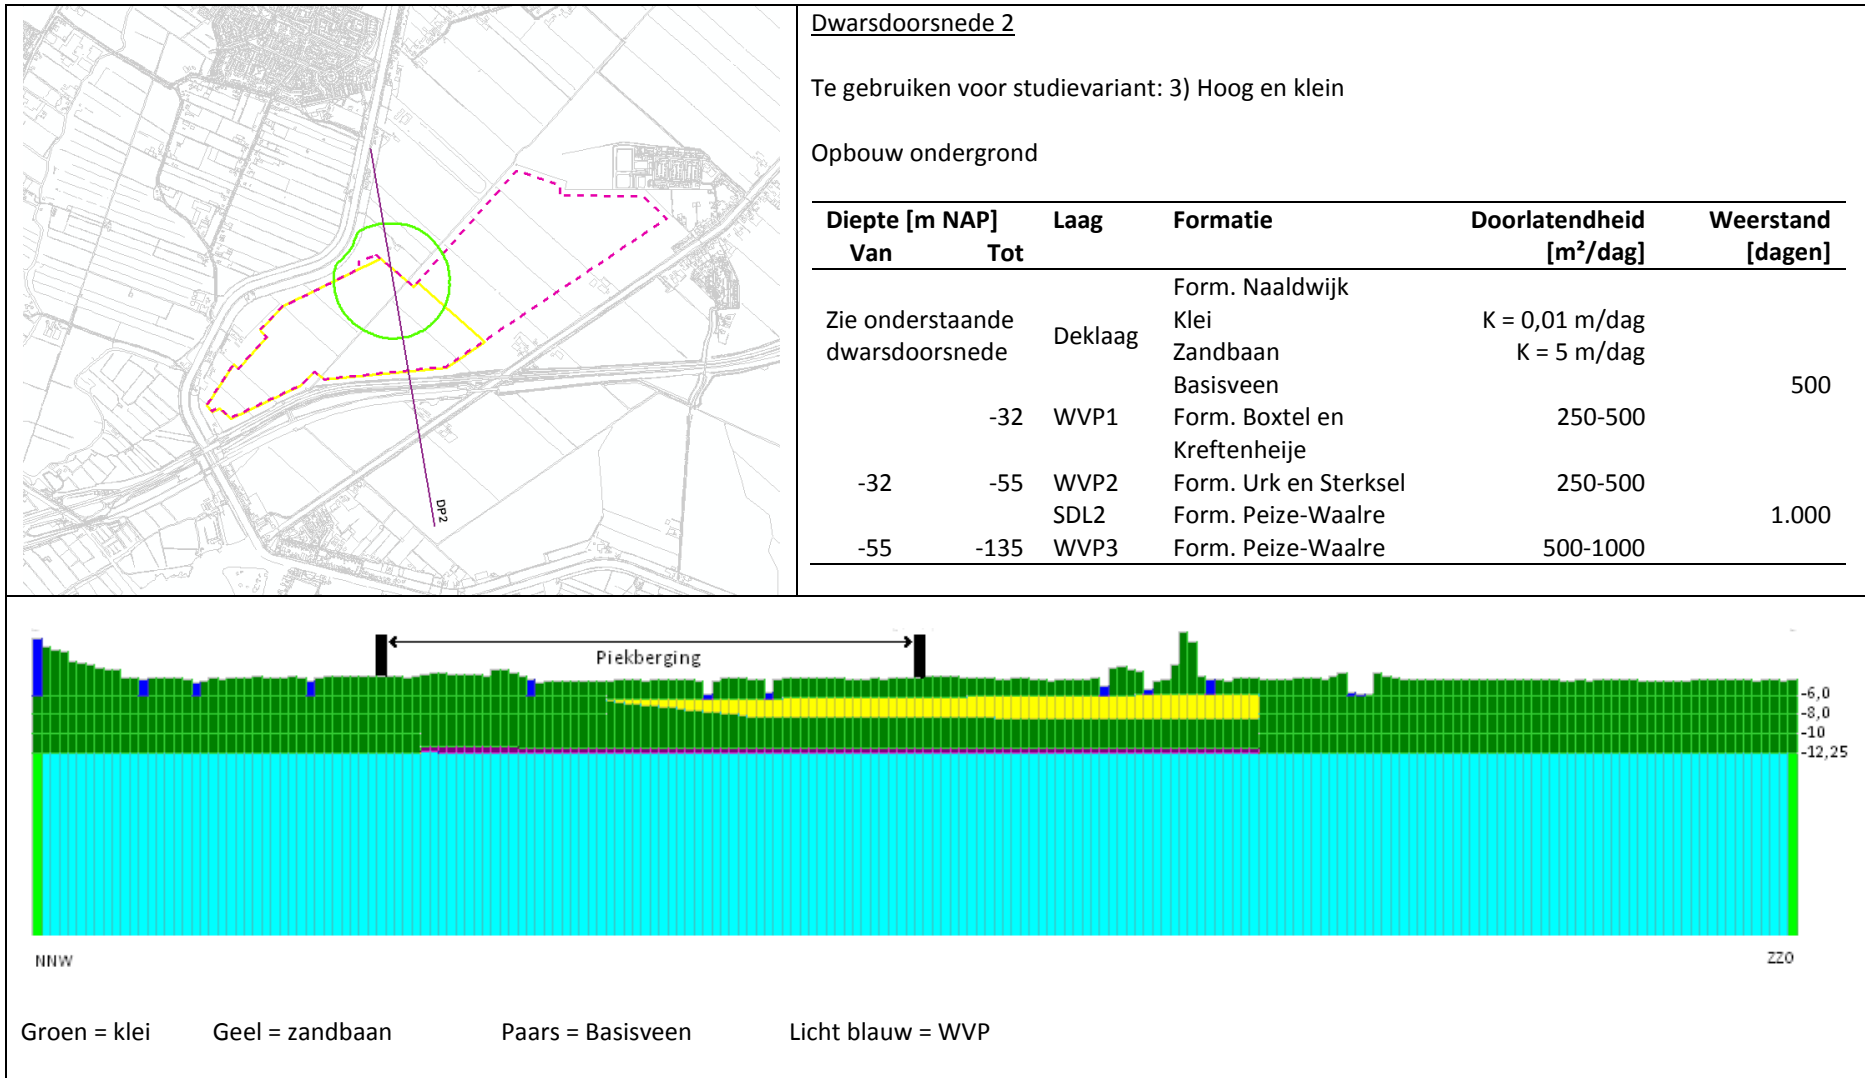 Dwarsdoorsnede 2
Te gebruiken voor studievariant: 3) Hoog en klein
Opbouw ondergrond
Diepte [m NAP] Laag Formatie Doorlatendheid Weerstand
Van Tot [m²/dag] [dagen]
Form. Naaldwijk
Zie onderstaande Klei K = 0,01 m/dag
Deklaag
dwarsdoorsnede Zandbaan K = 5 m/dag
Basisveen 500
-32 WVP1 Form. Boxtel en 250-500
Kreftenheije
-32 -55 WVP2 Form. Urk en Sterksel 250-500
SDL2 Form. Peize-Waalre 1.000
-55 -135 WVP3 Form. Peize-Waalre 500-1000
DP2
Piekberging
-6,0
-8,0
-10
-12,25
NNW ZZO
Groen = klei Geel = zandbaan Paars = Basisveen Licht blauw = WVP